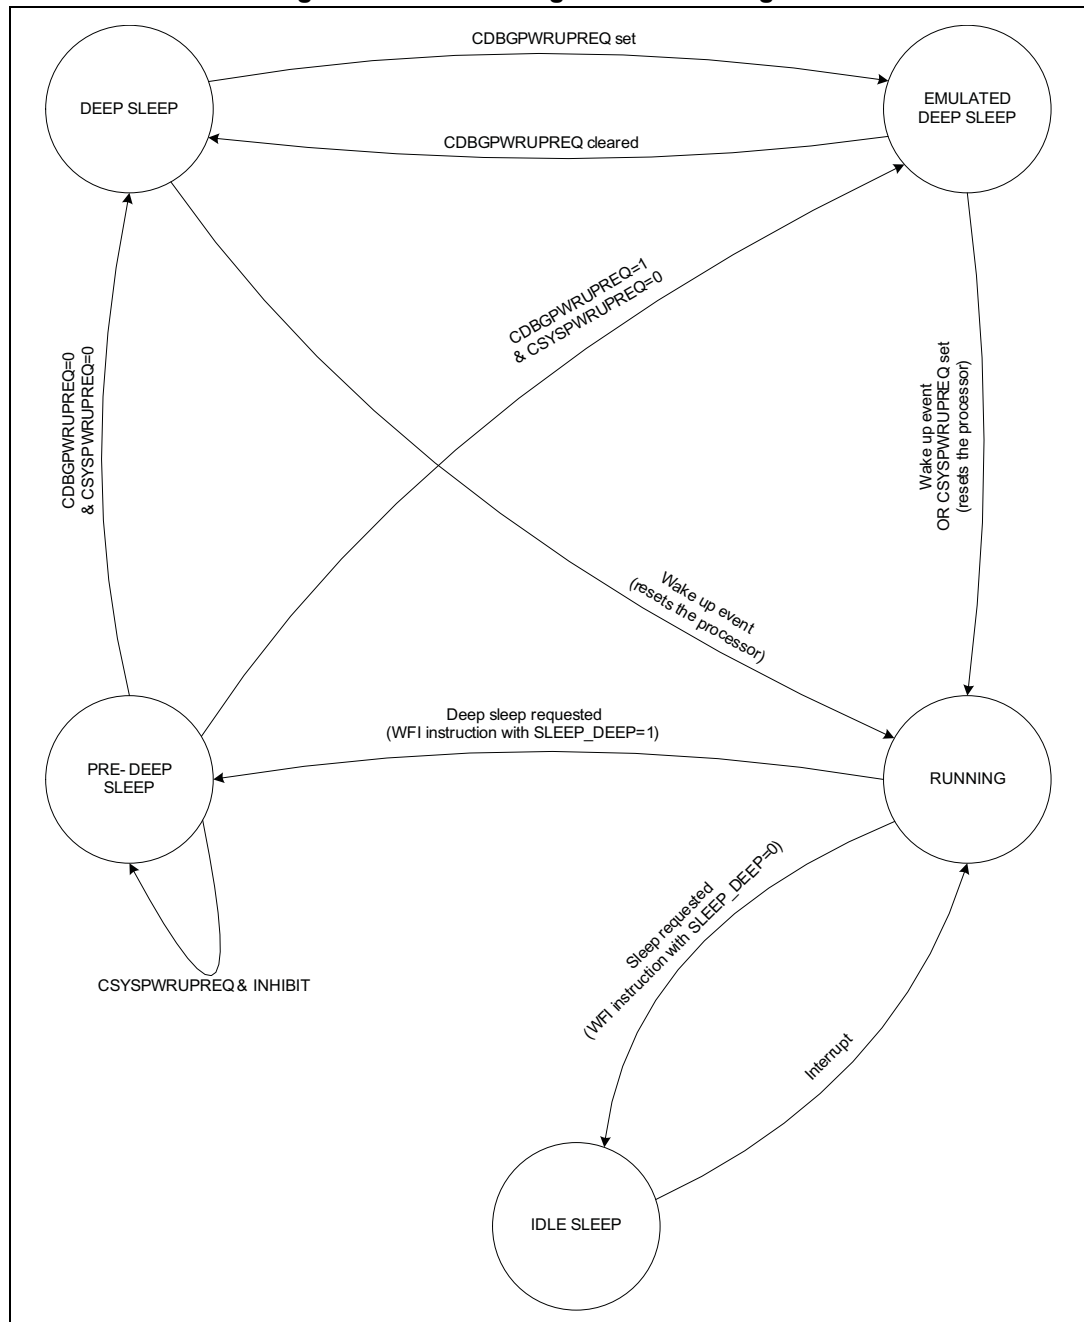 CDBGPWRUPREQ set
DEEP SLEEP
EMULATED
DEEP SLEEP
CDBGPWRUPREQ cleared
CDBGPWRUPREQ=1
& CSYSPWRUPREQ=0
CDBGPWRUPREQ=0
& CSYSPWRUPREQ=0
Wake up event
OR CSYSPWRUPREQ set
(resets the processor)
Wake up event
(resets the processor)
Deep sleep requested
(WFI instruction with SLEEP_DEEP=1)
PRE- DEEP
SLEEP
RUNNING
Sleep requested
(WFI instruction with SLEEP_DEEP=0)
CSYSPWRUPREQ & INHIBIT
Interrupt
IDLE SLEEP